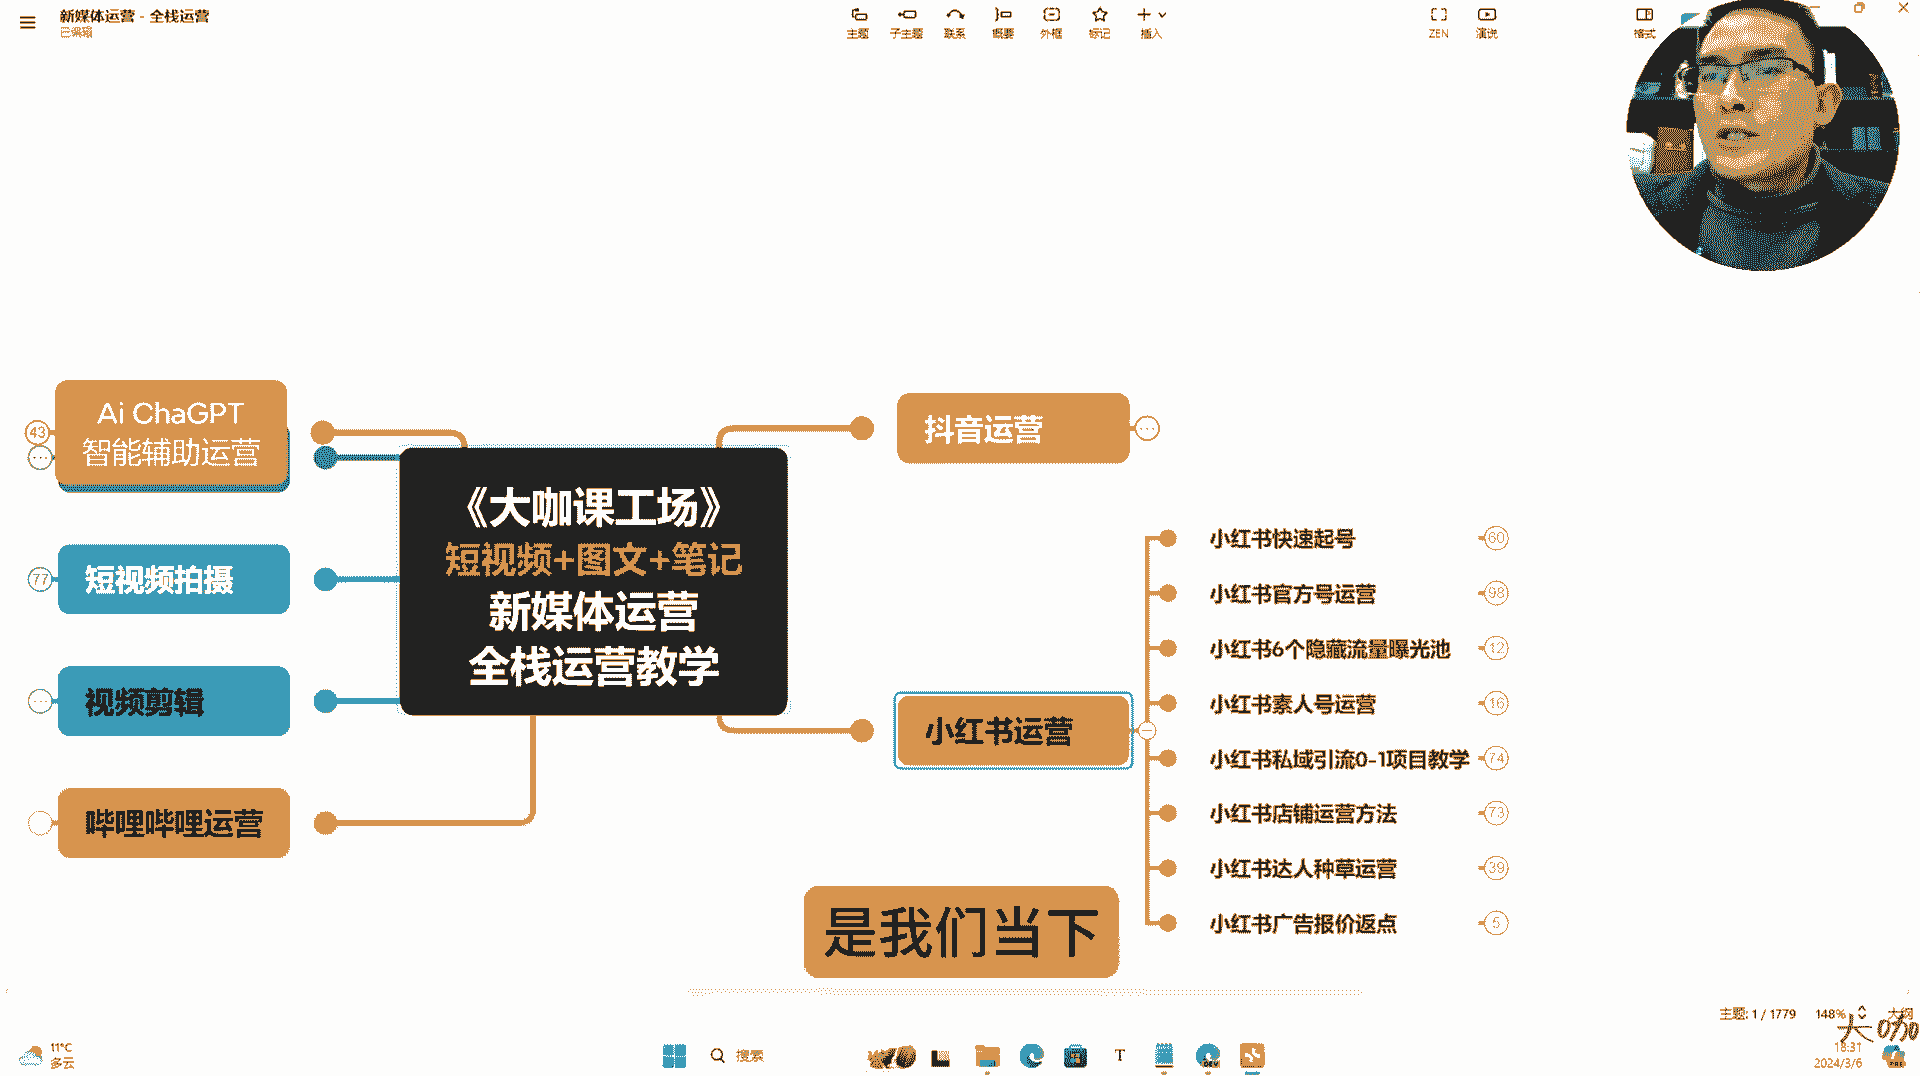 新媒体运营 - 全栈运营
已编辑
主题
子主题
联系
概要
外框
标记
插入
ZEN
演说
格式
Ai ChaGPT
智能辅助运营
43
短视频拍摄
77
视频剪辑
哔哩哔哩运营
《大咖课工场》
短视频+图文+笔记
新媒体运营
全栈运营教学
抖音运营
小红书运营
小红书快速起号
60
小红书官方号运营
98
小红书6个隐藏流量曝光池
12
小红书素人号运营
16
小红书私域引流0-1项目教学
74
小红书店铺运营方法
73
小红书达人种草运营
39
小红书广告报价返点
5
是我们当下
主题: 1 / 1779
148%
大纲
大咖
11°C
多云
搜索
18:31
2024/3/6